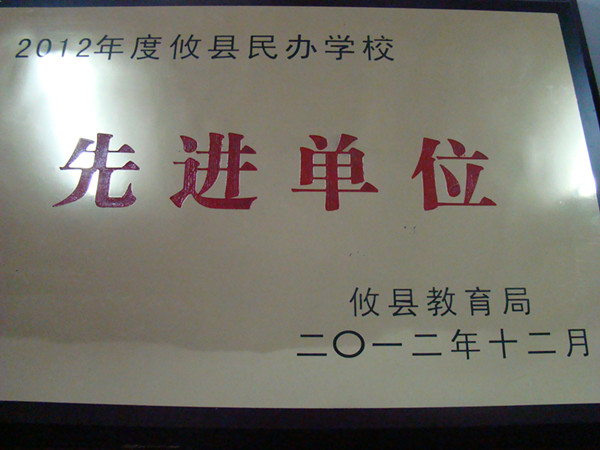 2012年度攸县民办学校
先进单位
攸县教育局
二〇一二年十二月